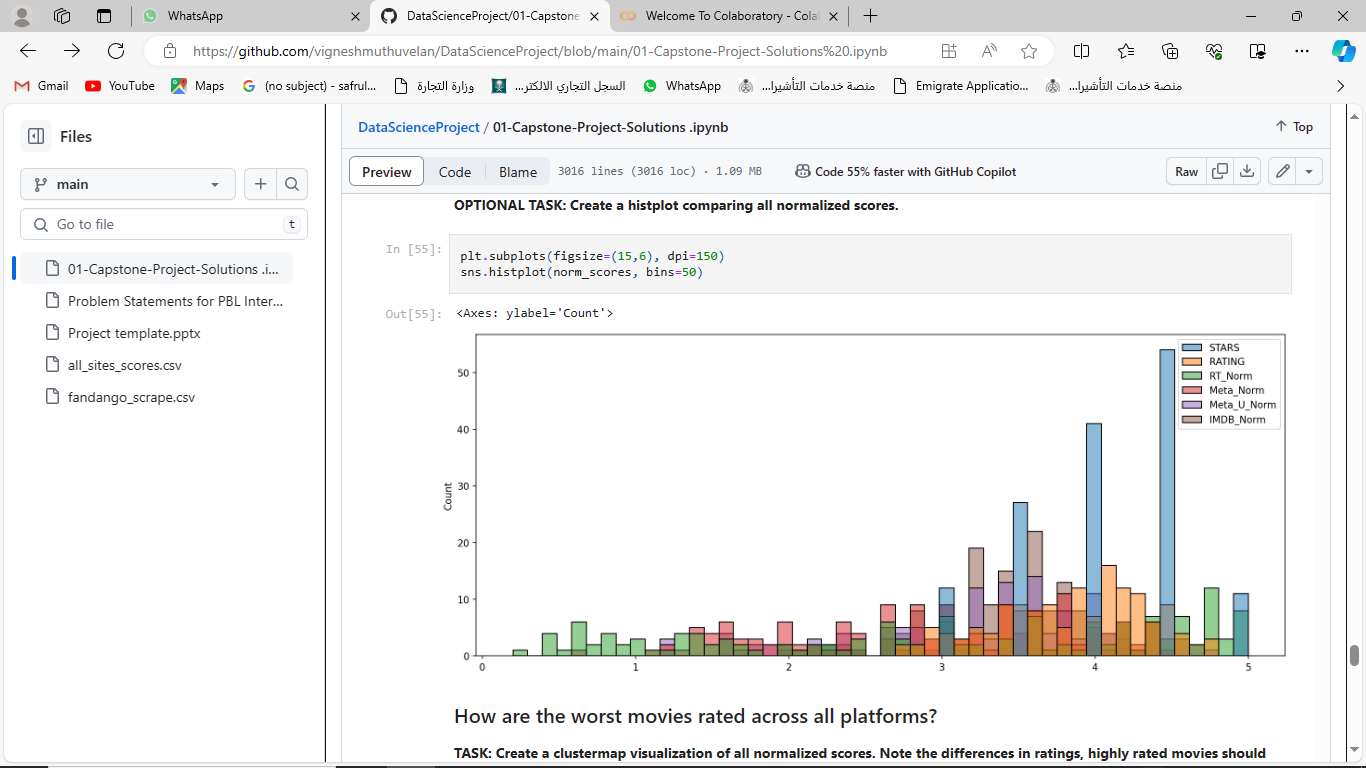 WhatsApp
DataScienceProject/01-Capstone-
Welcome To Colaboratory - Cola
https://github.com/vigneshmuthuvelan/DataScienceProject/blob/main/01-Capstone-Project-Solutions%20.ipynb
Gmail
YouTube
Maps
(no subject) - safrul...
وزارة التجارة
السجل التجاري الالكتر...
WhatsApp
منصة خدمات التأشيرا...
Emigrate Applicatio...
منصة خدمات التأشيرا...
Files
main
Go to file
t
01-Capstone-Project-Solutions .i...
Problem Statements for PBL Inter...
Project template.pptx
all_sites_scores.csv
fandango_scrape.csv
DataScienceProject / 01-Capstone-Project-Solutions .ipynb
Top
Preview
Code
Blame
3016 lines (3016 loc) · 1.09 MB
Code 55% faster with GitHub Copilot
Raw
OPTIONAL TASK: Create a histplot comparing all normalized scores.
In [55]:
plt.subplots(figsize=(15,6), dpi=150)
sns.histplot(norm_scores, bins=50)
Out[55]:
<Axes: ylabel='Count'>
STARS
RATING
RT_Norm
Meta_Norm
Meta_U_Norm
IMDB_Norm
50
40
30
20
10
0
Count
0 1 2 3 4 5
How are the worst movies rated across all platforms?
TASK: Create a clustermap visualization of all normalized scores. Note the differences in ratings, highly rated movies should